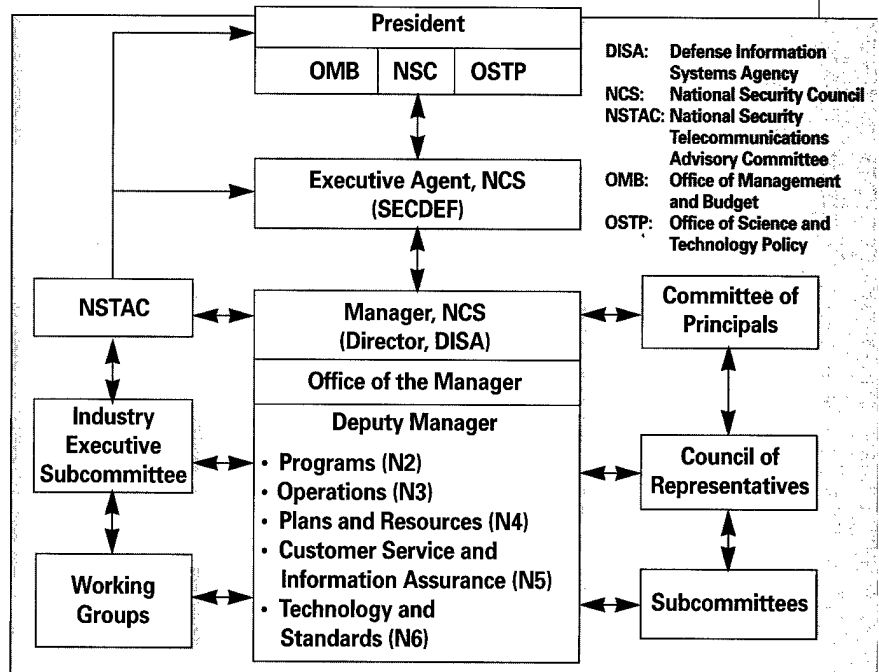 President
OMB NSC OSTP
Executive Agent, NCS
(SECDEF)
DISA: Defense Information
Systems Agency
NCS: National Security Council
NSTAC: National Security
Telecommunications
Advisory Committee
OMB: Office of Management
and Budget
OSTP: Office of Science and
Technology Policy
NSTAC
Manager, NCS
(Director, DISA)
Committee of
Principals
Office of the Manager
Industry
Executive
Subcommittee
Deputy Manager
• Programs (N2)
• Operations (N3)
• Plans and Resources (N4)
• Customer Service and
Information Assurance (N5)
• Technology and
Standards (N6)
Council of
Representatives
Working
Groups
Subcommittees